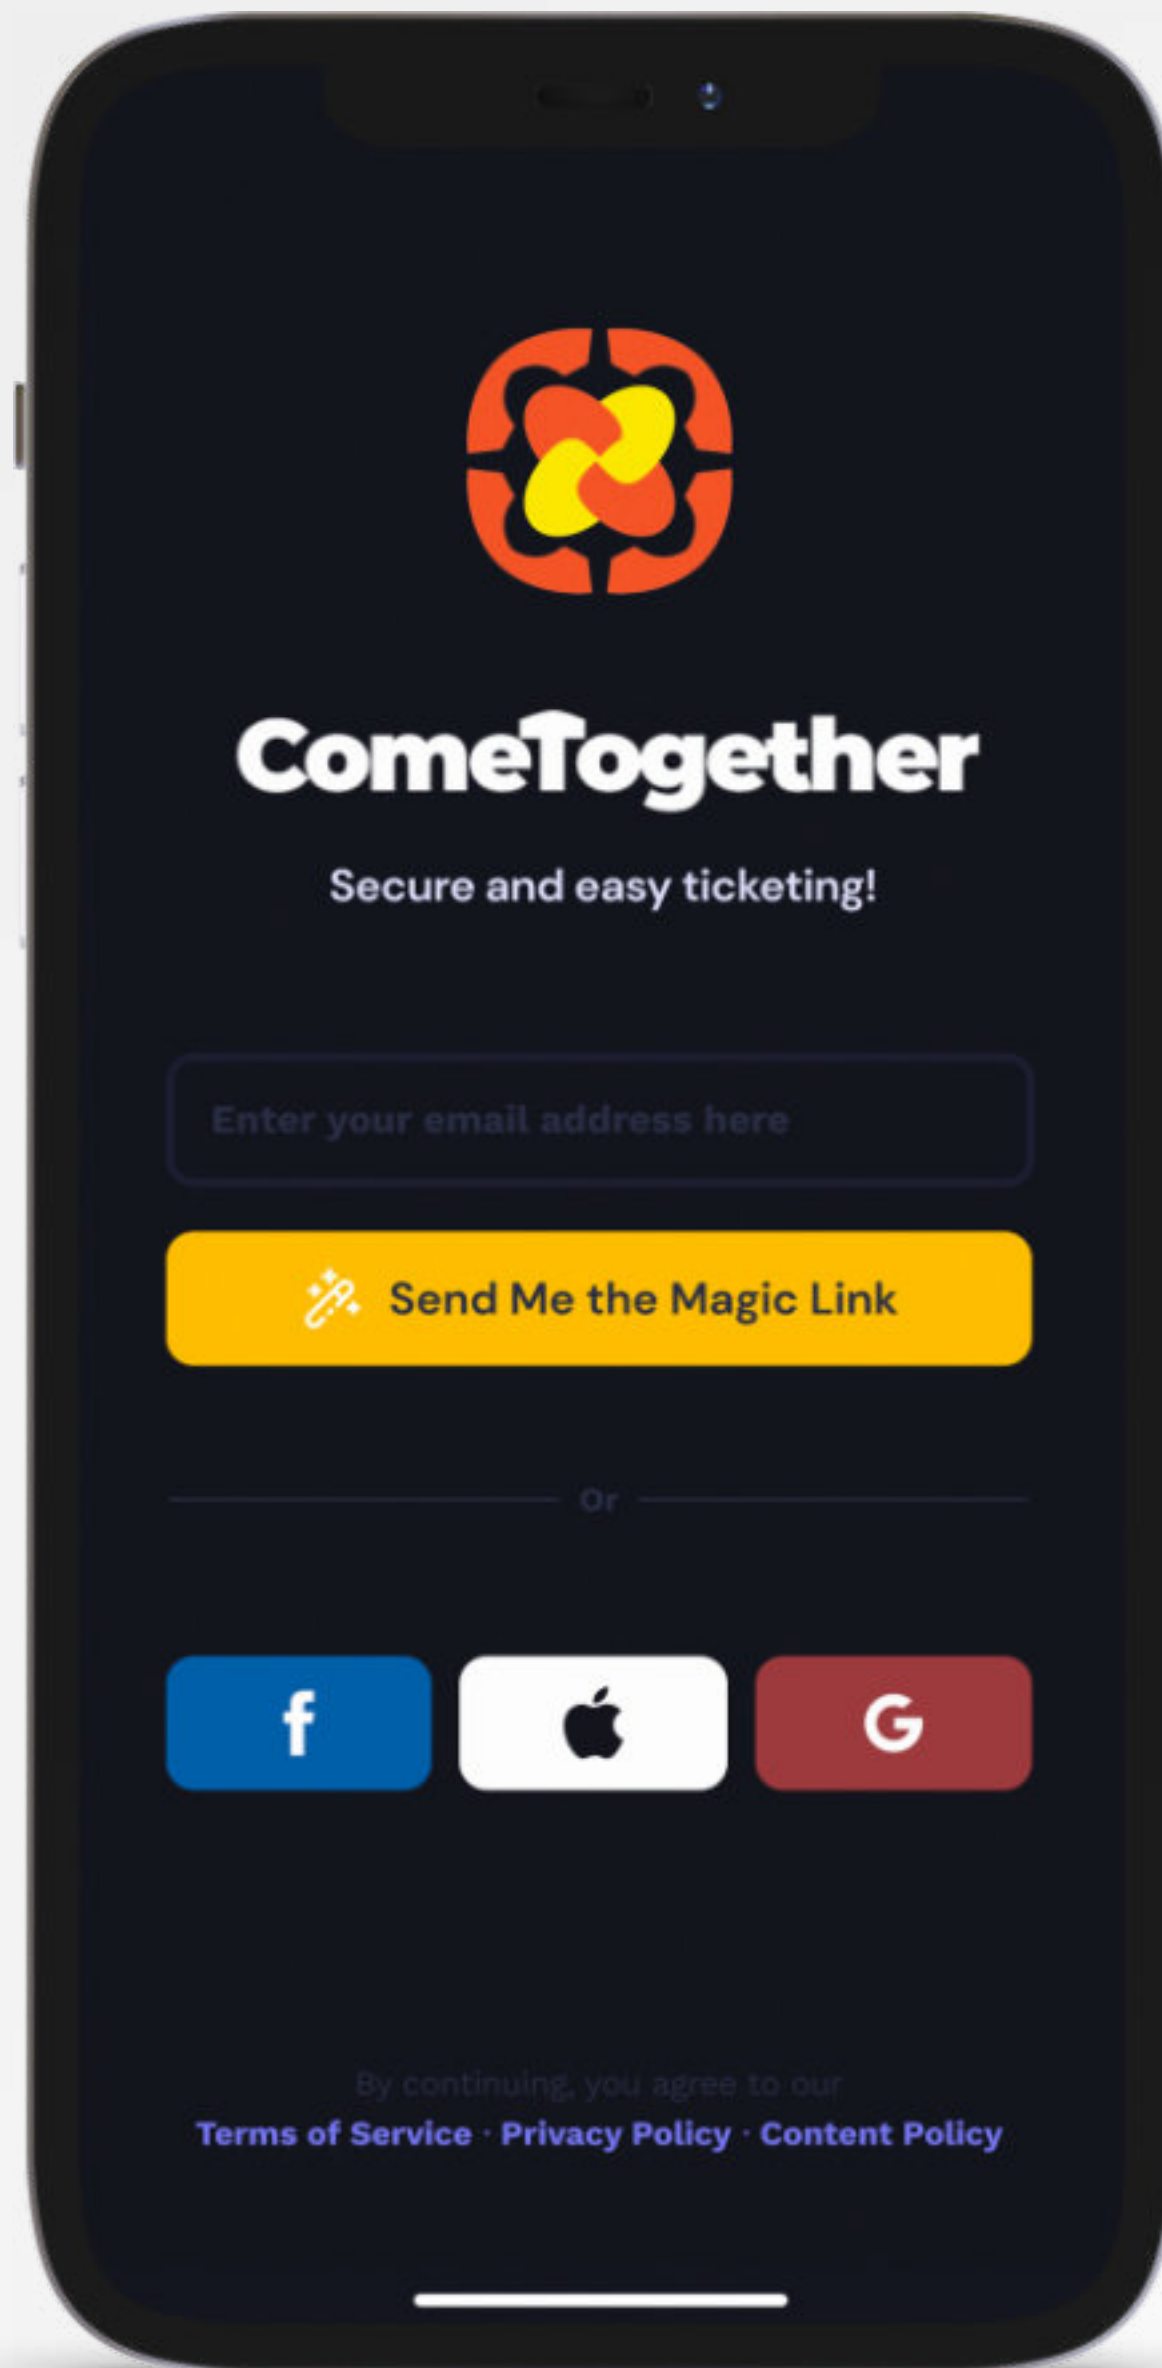 ComeTogether
Secure and easy ticketing!
Enter your email address here
Send Me the Magic Link
Or
f
G
By continuing, you agree to our
Terms of Service · Privacy Policy · Content Policy